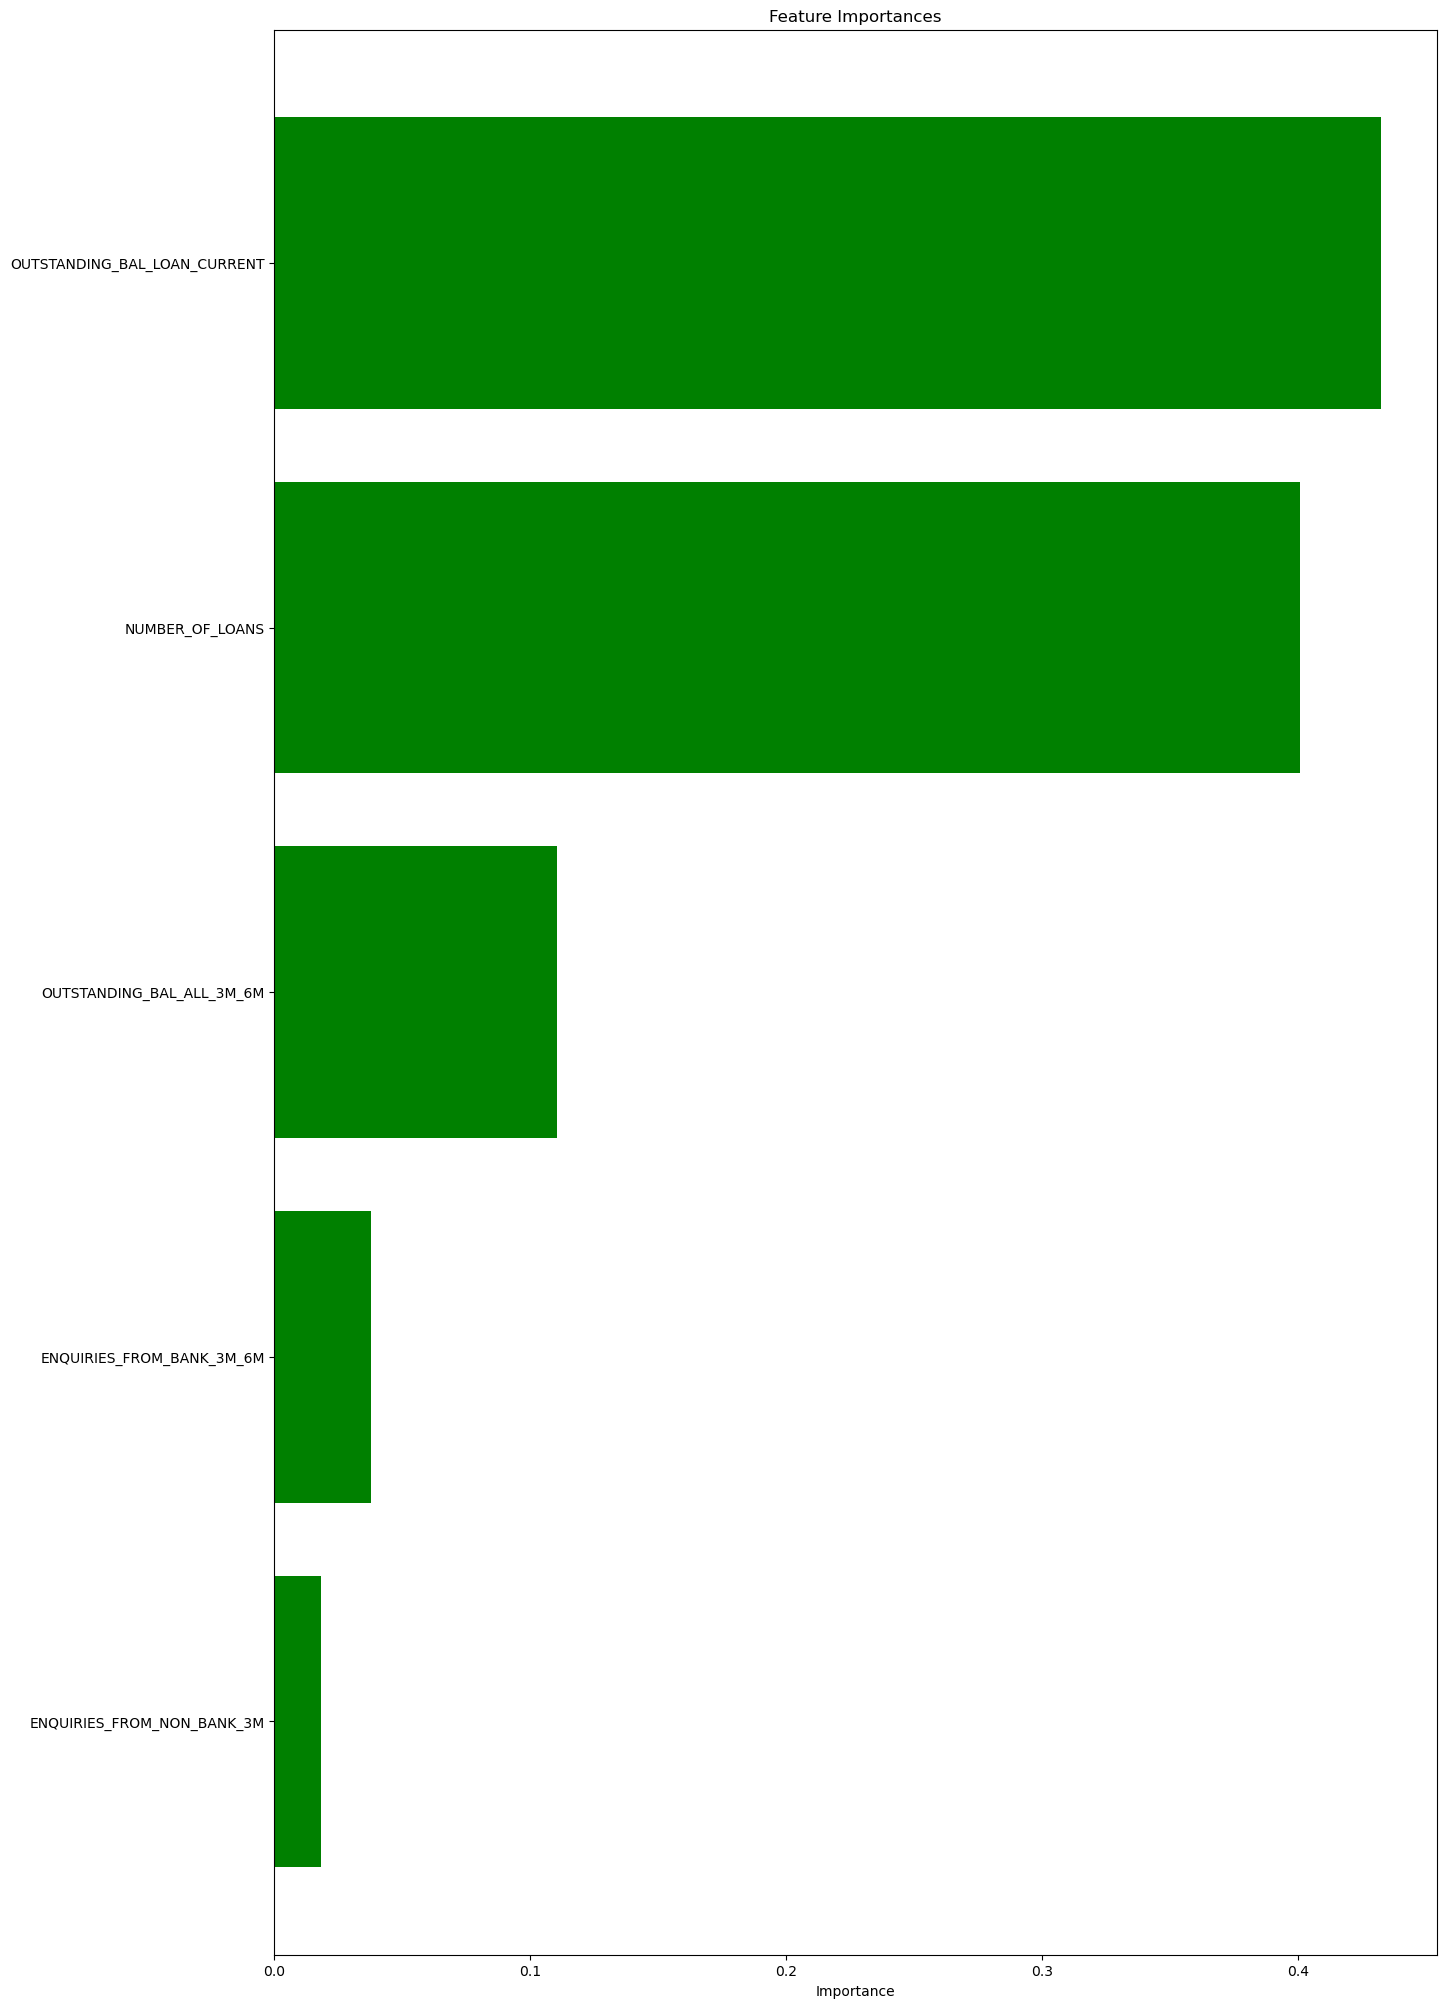 Feature Importances
OUTSTANDING_BAL_LOAN_CURRENT
NUMBER_OF_LOANS
OUTSTANDING_BAL_ALL_3M_6M
ENQUIRIES_FROM_BANK_3M_6M
ENQUIRIES_FROM_NON_BANK_3M
0.0 0.1 0.2 0.3 0.4
Importance